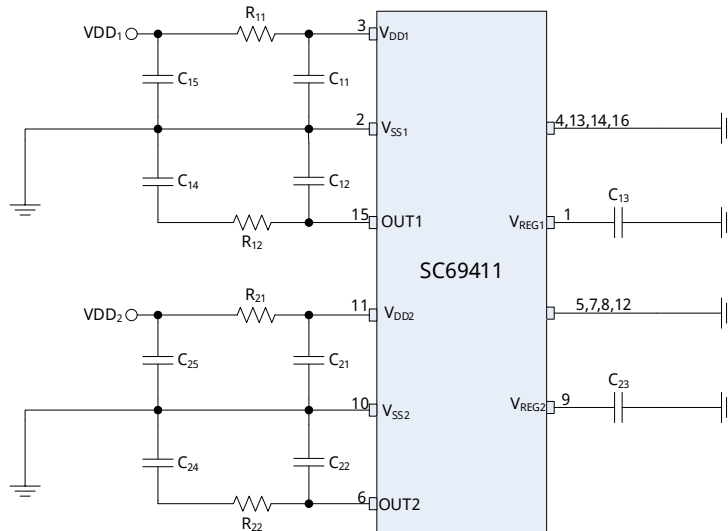 R11
VDD1
3
VDD1
C15
C11
2
VSS1
4,13,14,16
C14
C12
C13
15
OUT1
VREG1
1
R12
SC69411
R21
VDD2
11
VDD2
5,7,8,12
C25
C21
C23
10
VSS2
VREG2
9
C24
C22
6
OUT2
R22